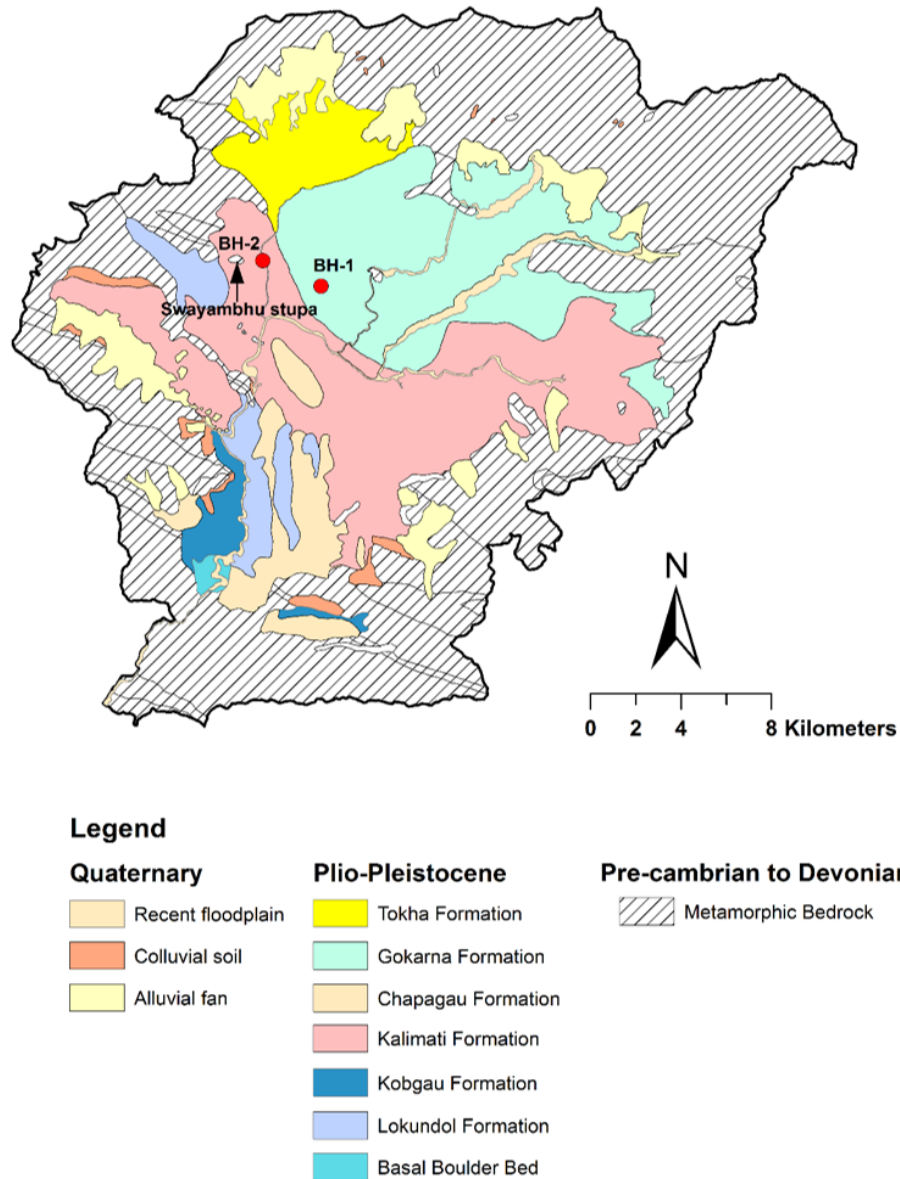 BH-2
BH-1
Swayambhu stupa
N
0 2 4 8 Kilometers
Legend
Quaternary
Recent floodplain
Colluvial soil
Alluvial fan
Plio-Pleistocene
Tokha Formation
Gokarna Formation
Chapagau Formation
Kalimati Formation
Kobgau Formation
Lokundol Formation
Basal Boulder Bed
Pre-cambrian to Devonian
Metamorphic Bedrock